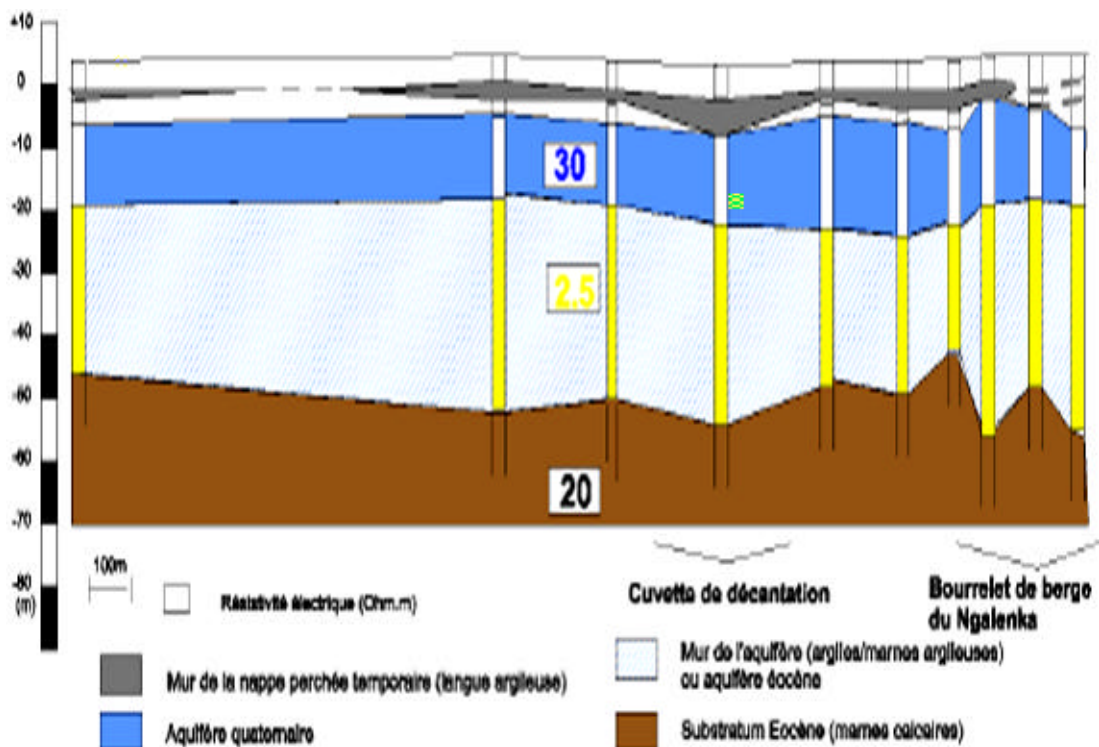 +10
0
-10
-20
-30
-40
-50
-60
-70
-80
(m)
30
2.5
20
100m
Résistivité électrique (Ohm.m)
Cuvette de décantation
Bourrelet de berge
du Ngalenka
Mur de la nappe perchée temporaire (langue argileuse)
Mur de l'aquifère (argiles/marnes argileuses)
ou aquifère éocène
Aquifère quaternaire
Substratum Eocène (marnes calcaires)